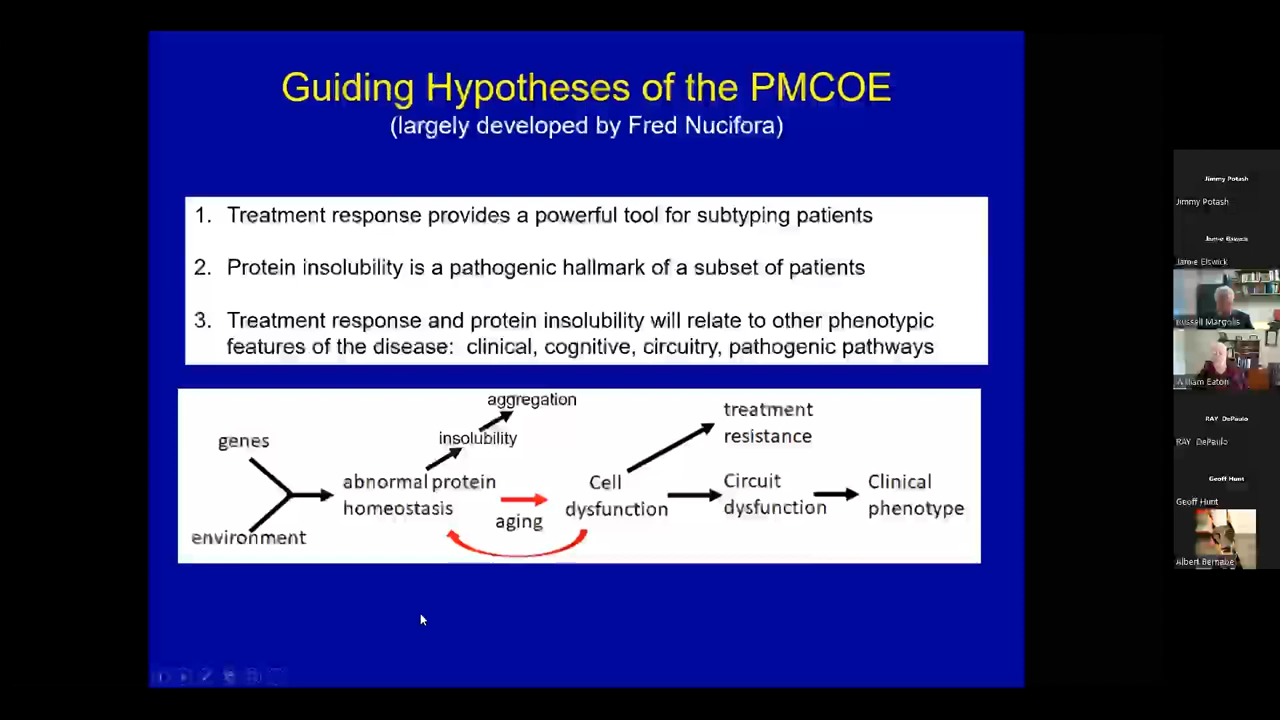 Guiding Hypotheses of the PMCOE
(largely developed by Fred Nucifora)
1. Treatment response provides a powerful tool for subtyping patients
2. Protein insolubility is a pathogenic hallmark of a subset of patients
3. Treatment response and protein insolubility will relate to other phenotypic
features of the disease: clinical, cognitive, circuitry, pathogenic pathways
aggregation
insolubility
genes
environment
abnormal protein
homeostasis
aging
Cell
dysfunction
treatment
resistance
Circuit
dysfunction
Clinical
phenotype
Jimmy Potash
Jimmy Potash
Jamie Elswick
Jamie Elswick
Russell Margolis
William Eaton
RAY DePaulo
RAY DePaulo
Geoff Hunt
Geoff Hunt
Albert Bernabe